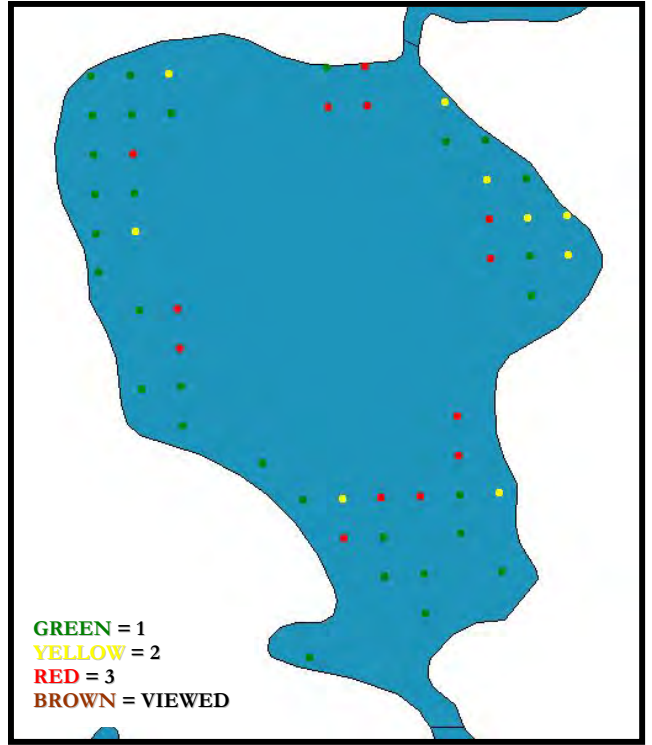 GREEN = 1
YELLOW = 2
RED = 3
BROWN = VIEWED